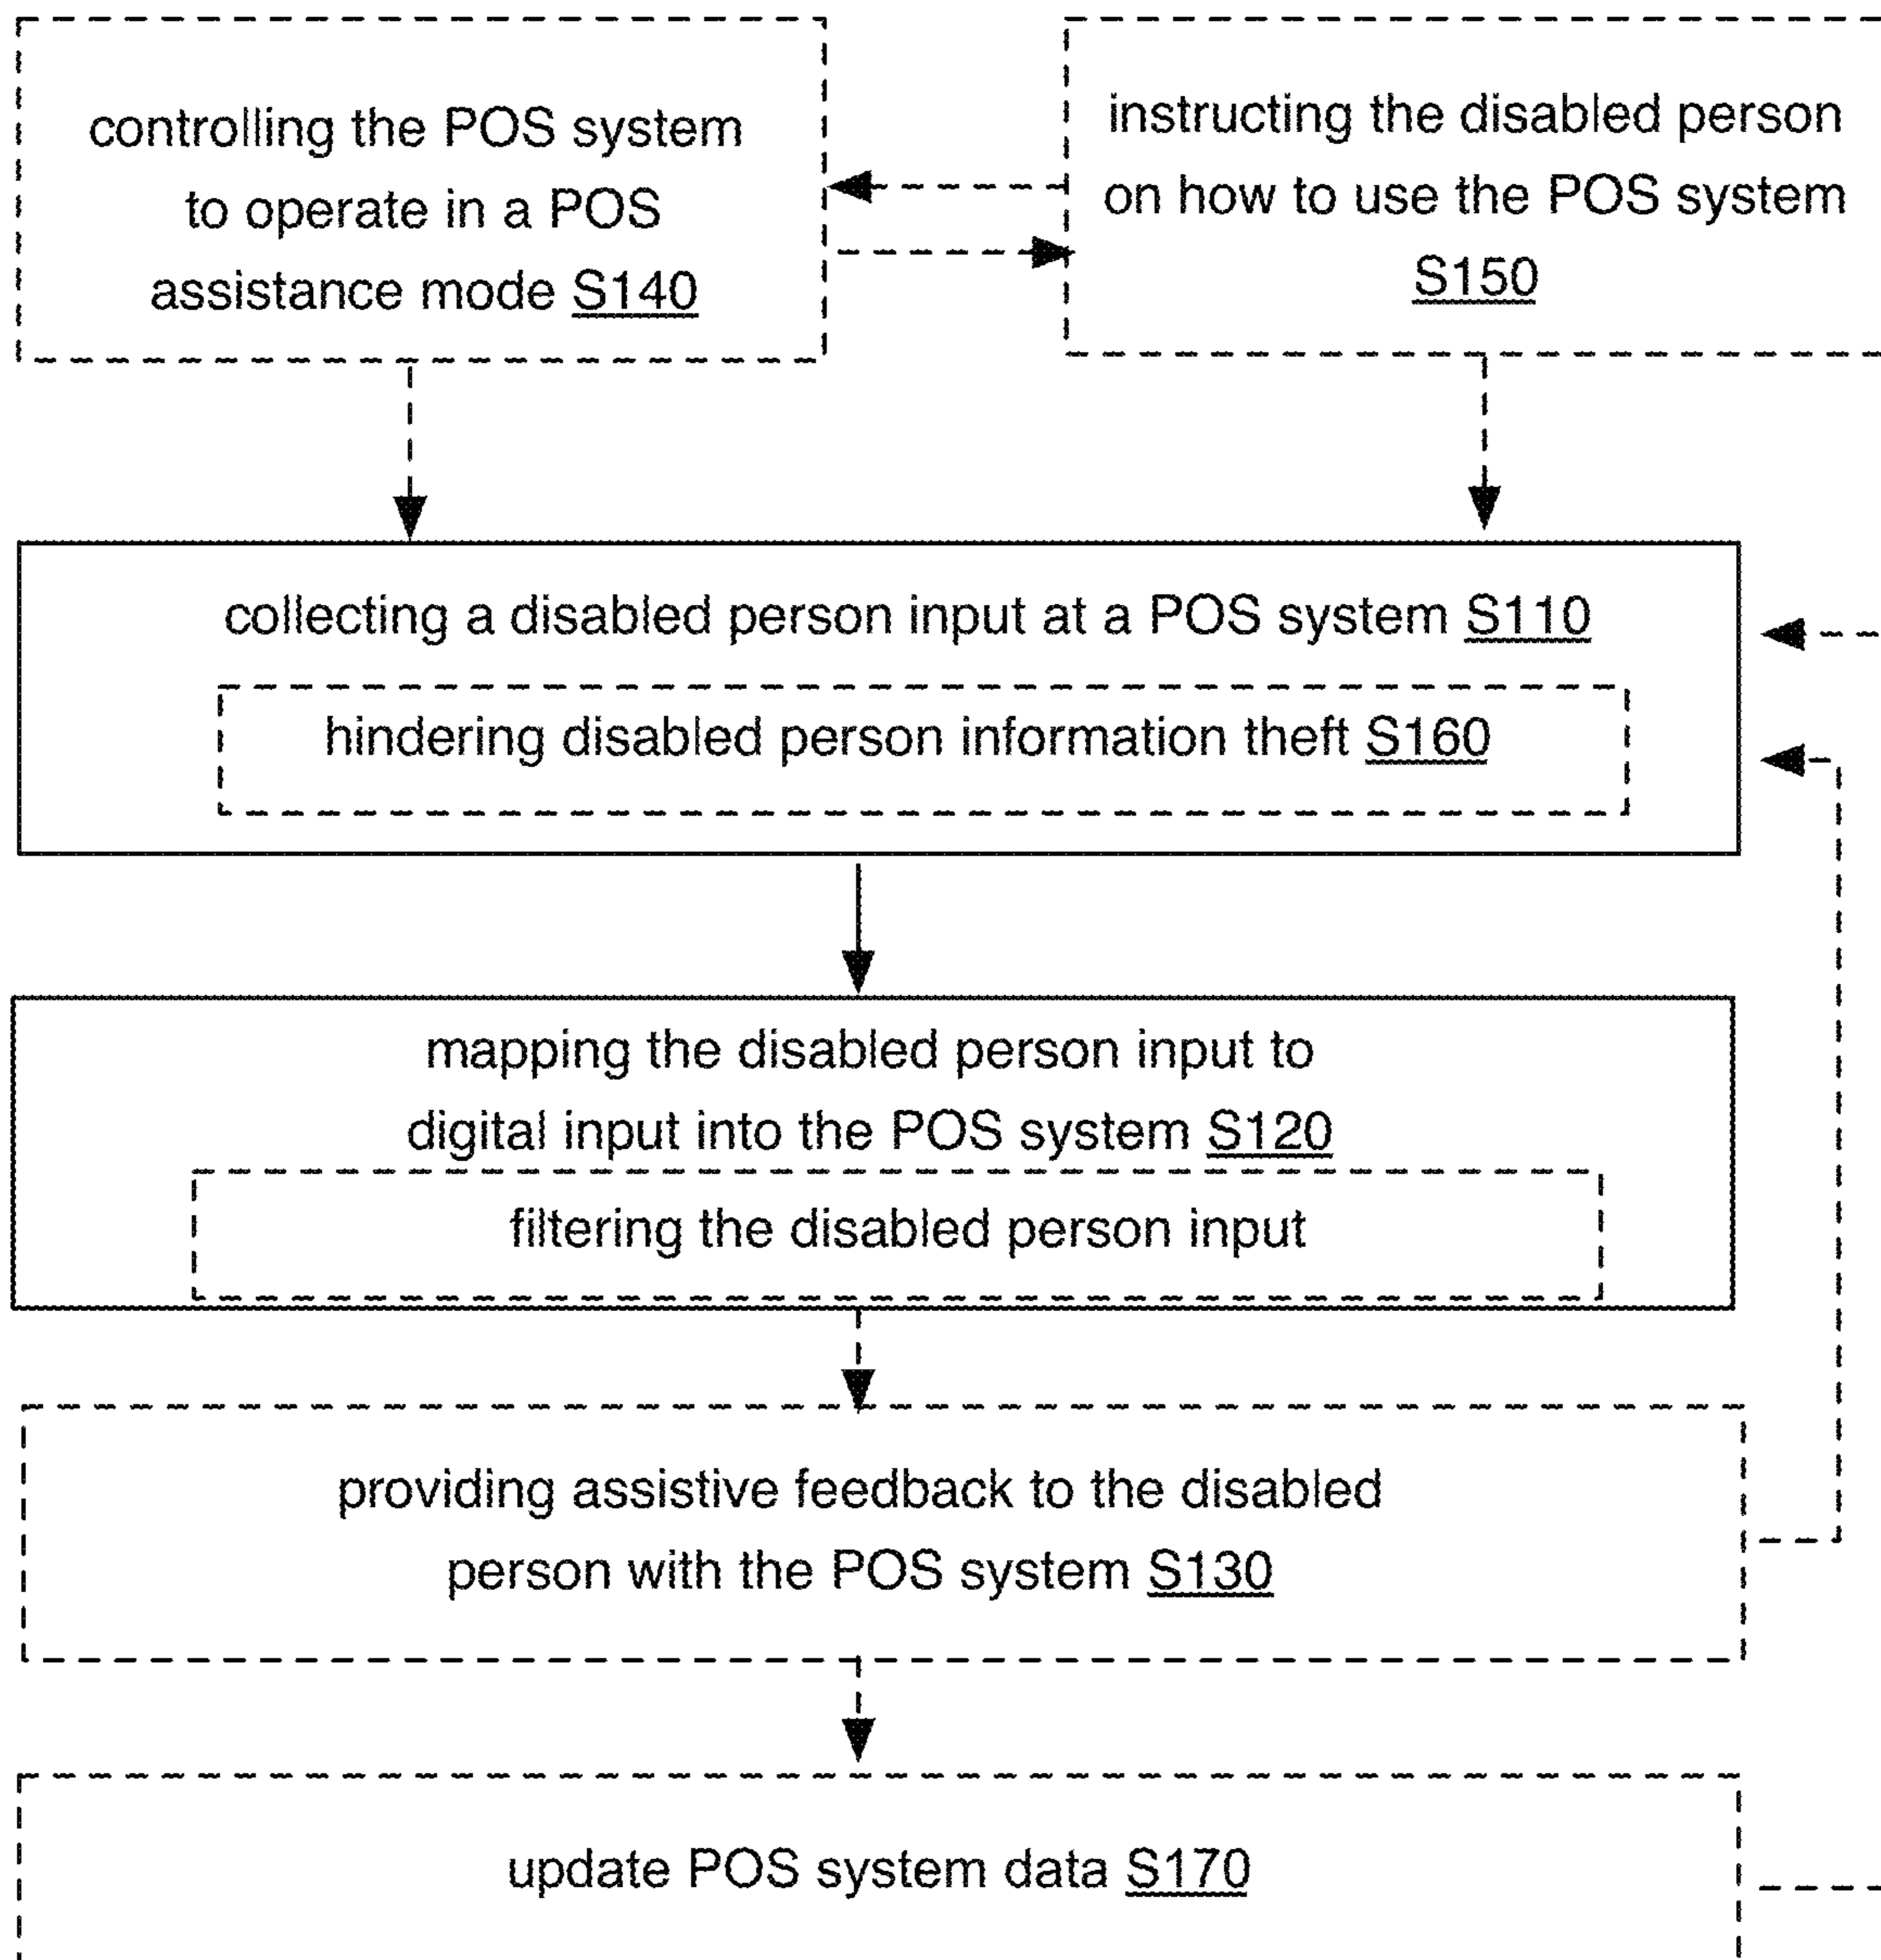 controlling the POS system
to operate in a POS
assistance mode S140
instructing the disabled person
on how to use the POS system
S150
collecting a disabled person input at a POS system S110
hindering disabled person information theft S160
mapping the disabled person input to
digital input into the POS system S120
filtering the disabled person input
providing assistive feedback to the disabled
person with the POS system S130
update POS system data S170